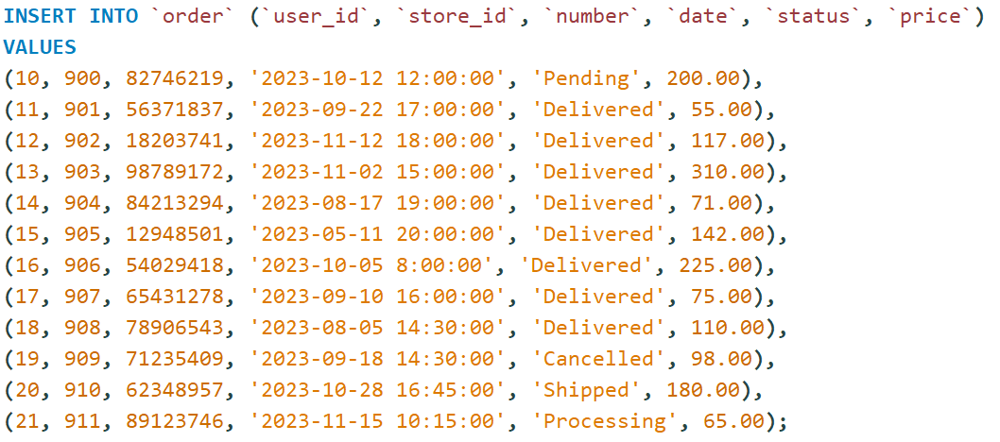 INSERT INTO `order` (`user_id`, `store_id`, `number`, `date`, `status`, `price`)
VALUES
(10, 900, 82746219, '2023-10-12 12:00:00', 'Pending', 200.00),
(11, 901, 56371837, '2023-09-22 17:00:00', 'Delivered', 55.00),
(12, 902, 18203741, '2023-11-12 18:00:00', 'Delivered', 117.00),
(13, 903, 98789172, '2023-11-02 15:00:00', 'Delivered', 310.00),
(14, 904, 84213294, '2023-08-17 19:00:00', 'Delivered', 71.00),
(15, 905, 12948501, '2023-05-11 20:00:00', 'Delivered', 142.00),
(16, 906, 54029418, '2023-10-05 8:00:00', 'Delivered', 225.00),
(17, 907, 65431278, '2023-09-10 16:00:00', 'Delivered', 75.00),
(18, 908, 78906543, '2023-08-05 14:30:00', 'Delivered', 110.00),
(19, 909, 71235409, '2023-09-18 14:30:00', 'Cancelled', 98.00),
(20, 910, 62348957, '2023-10-28 16:45:00', 'Shipped', 180.00),
(21, 911, 89123746, '2023-11-15 10:15:00', 'Processing', 65.00);